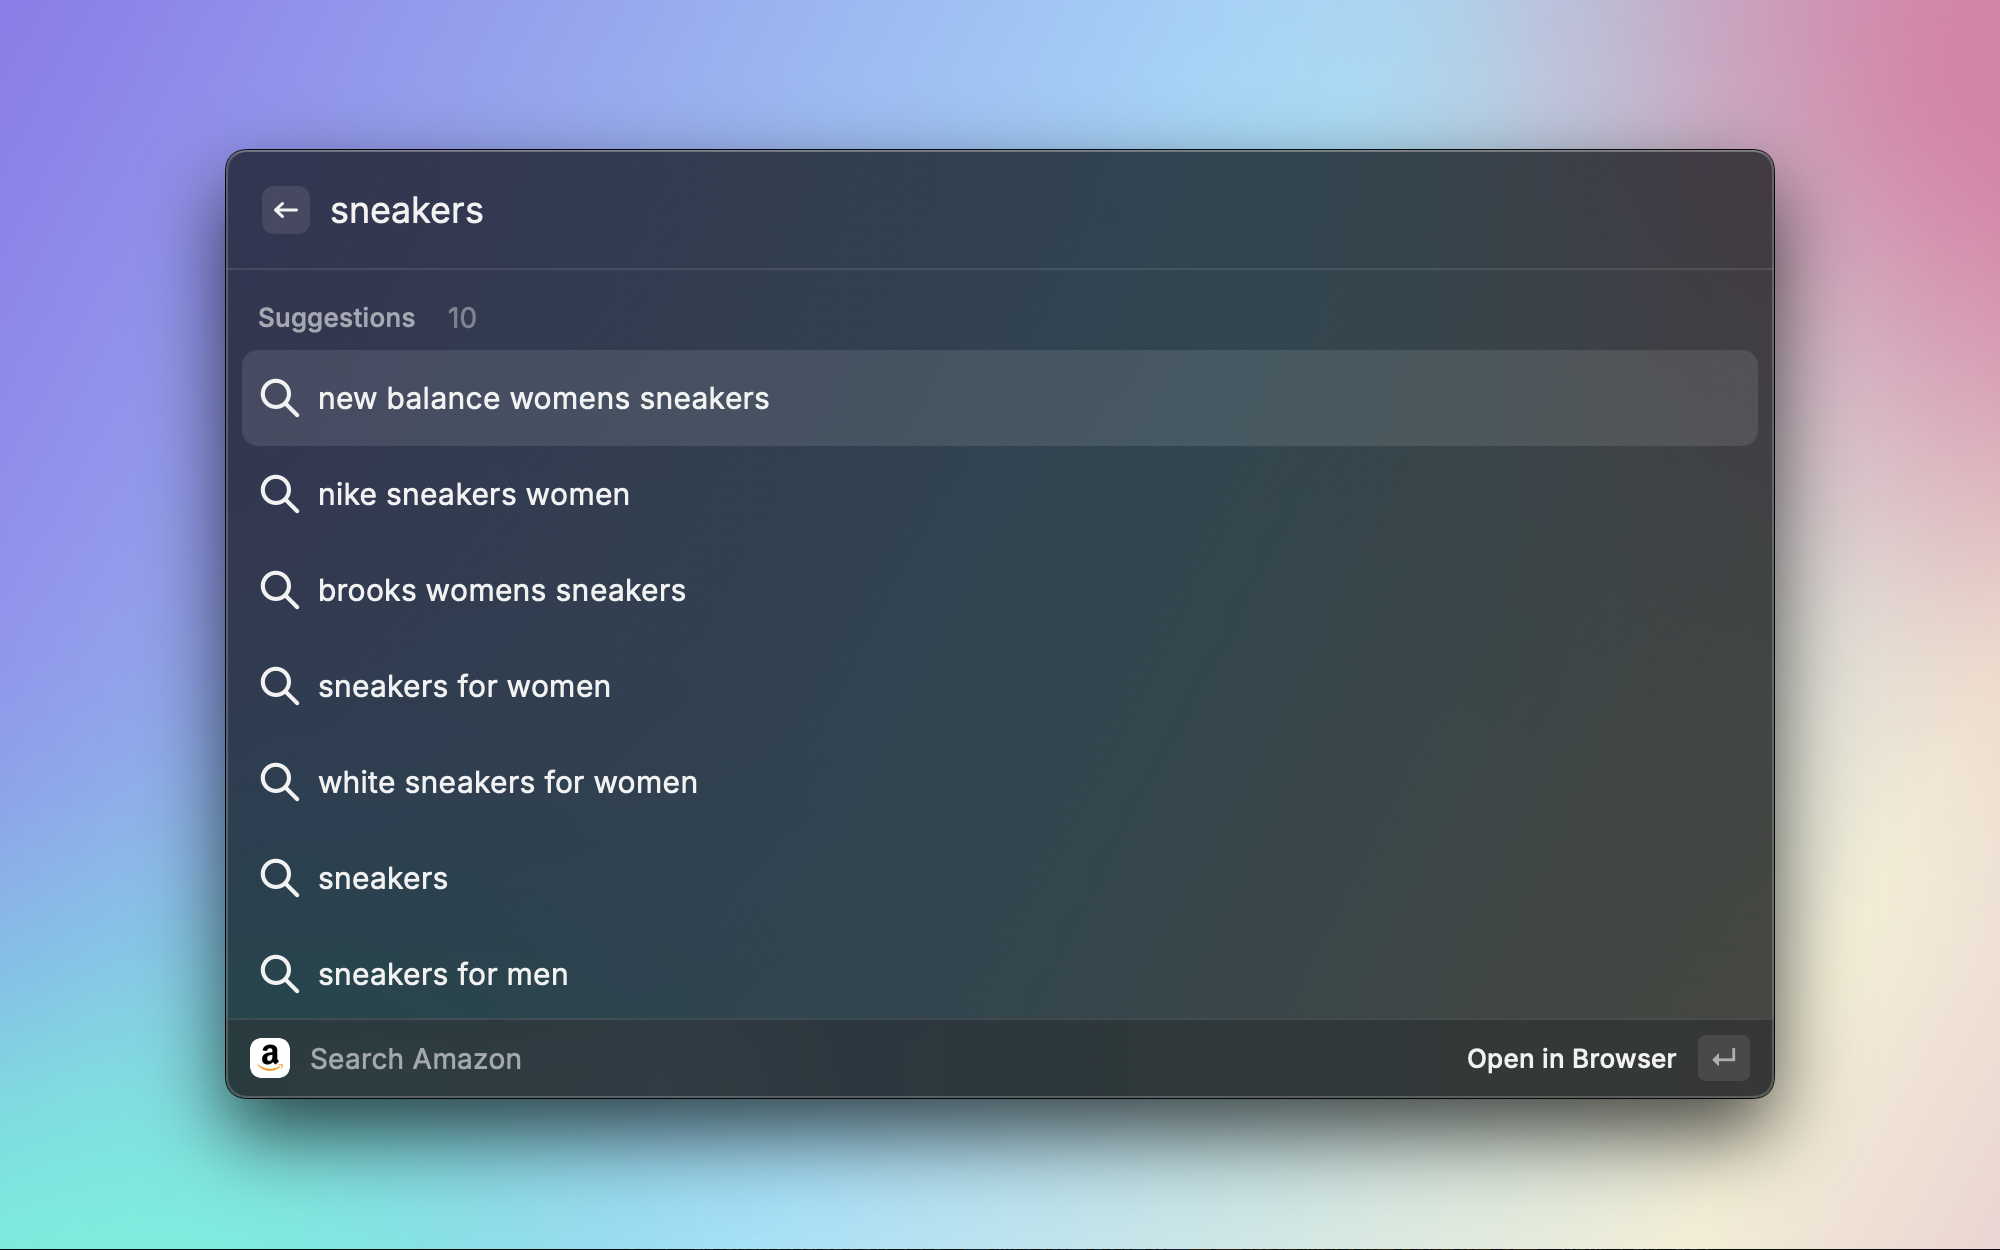 sneakers
Suggestions 10
new balance womens sneakers
nike sneakers women
brooks womens sneakers
sneakers for women
white sneakers for women
sneakers
sneakers for men
a Search Amazon Open in Browser